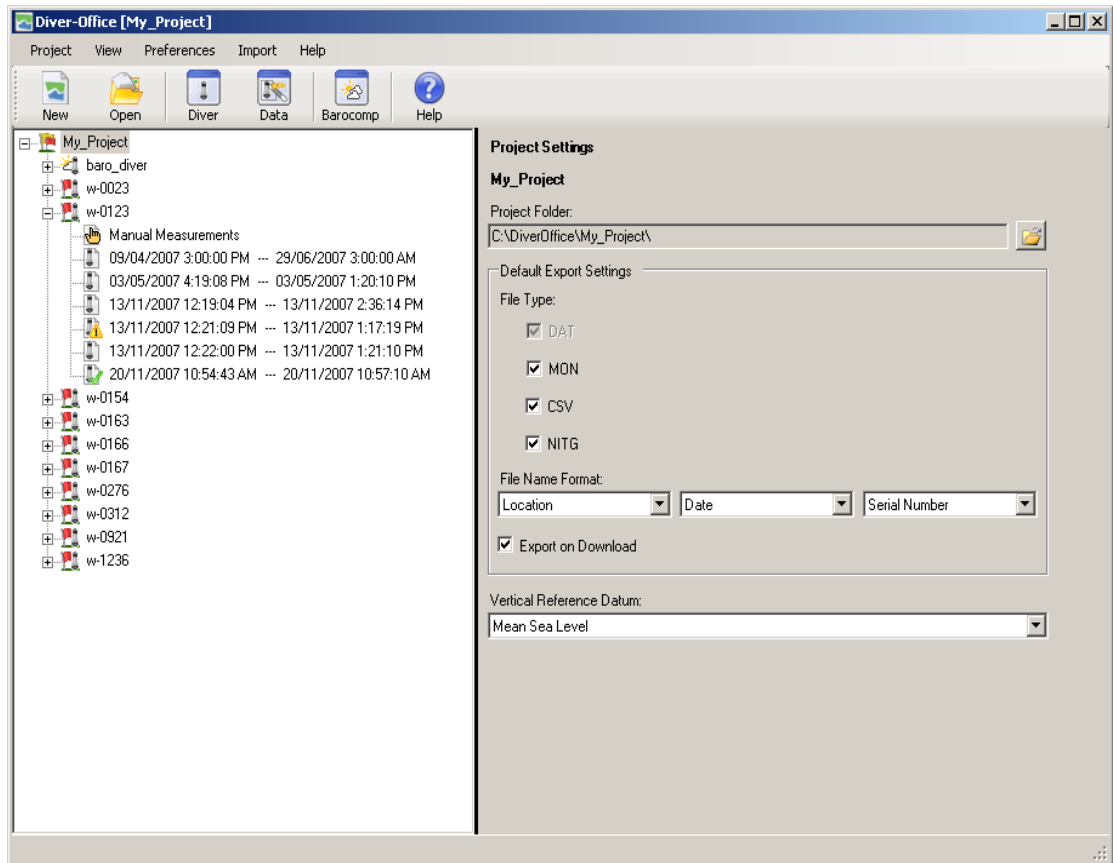 Diver-Office [My_Project]
Project View Preferences Import Help
New Open Diver Data Barocomp Help
My_Project
baro_diver
w-0023
w-0123
Manual Measurements
09/04/2007 3:00:00 PM --- 29/06/2007 3:00:00 AM
03/05/2007 4:19:08 PM --- 03/05/2007 1:20:10 PM
13/11/2007 12:19:04 PM --- 13/11/2007 2:36:14 PM
13/11/2007 12:21:09 PM --- 13/11/2007 1:17:19 PM
13/11/2007 12:22:00 PM --- 13/11/2007 1:21:10 PM
20/11/2007 10:54:43 AM --- 20/11/2007 10:57:10 AM
w-0154
w-0163
w-0166
w-0167
w-0276
w-0312
w-0921
w-1236
Project Settings
My_Project
Project Folder:
C:\DiverOffice\My_Project\
Default Export Settings
File Type:
DAT
MON
CSV
NITG
File Name Format:
Location Date Serial Number
Export on Download
Vertical Reference Datum:
Mean Sea Level